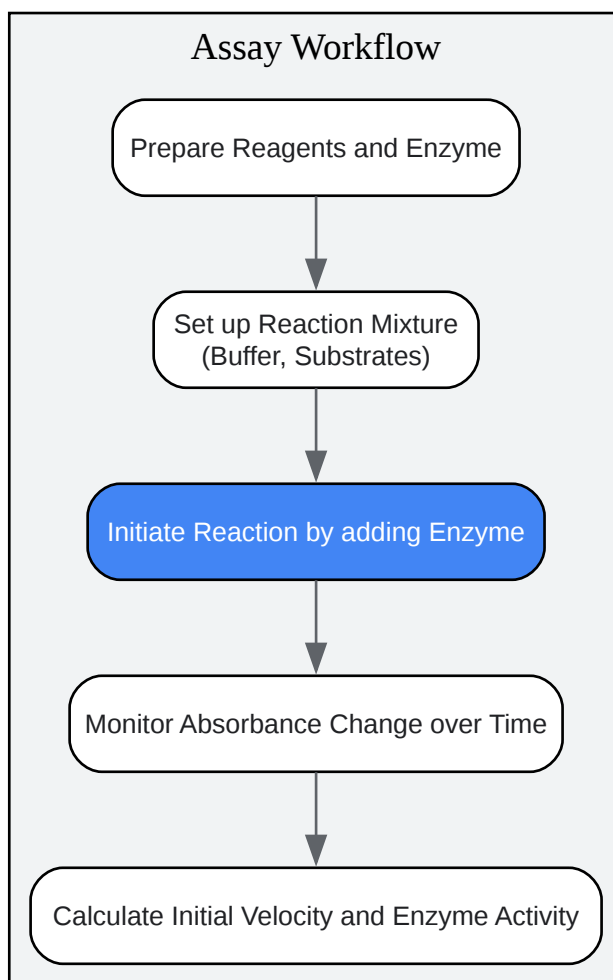 Assay Workflow
Prepare Reagents and Enzyme
Set up Reaction Mixture
(Buffer, Substrates)
Initiate Reaction by adding Enzyme
Monitor Absorbance Change over Time
Calculate Initial Velocity and Enzyme Activity